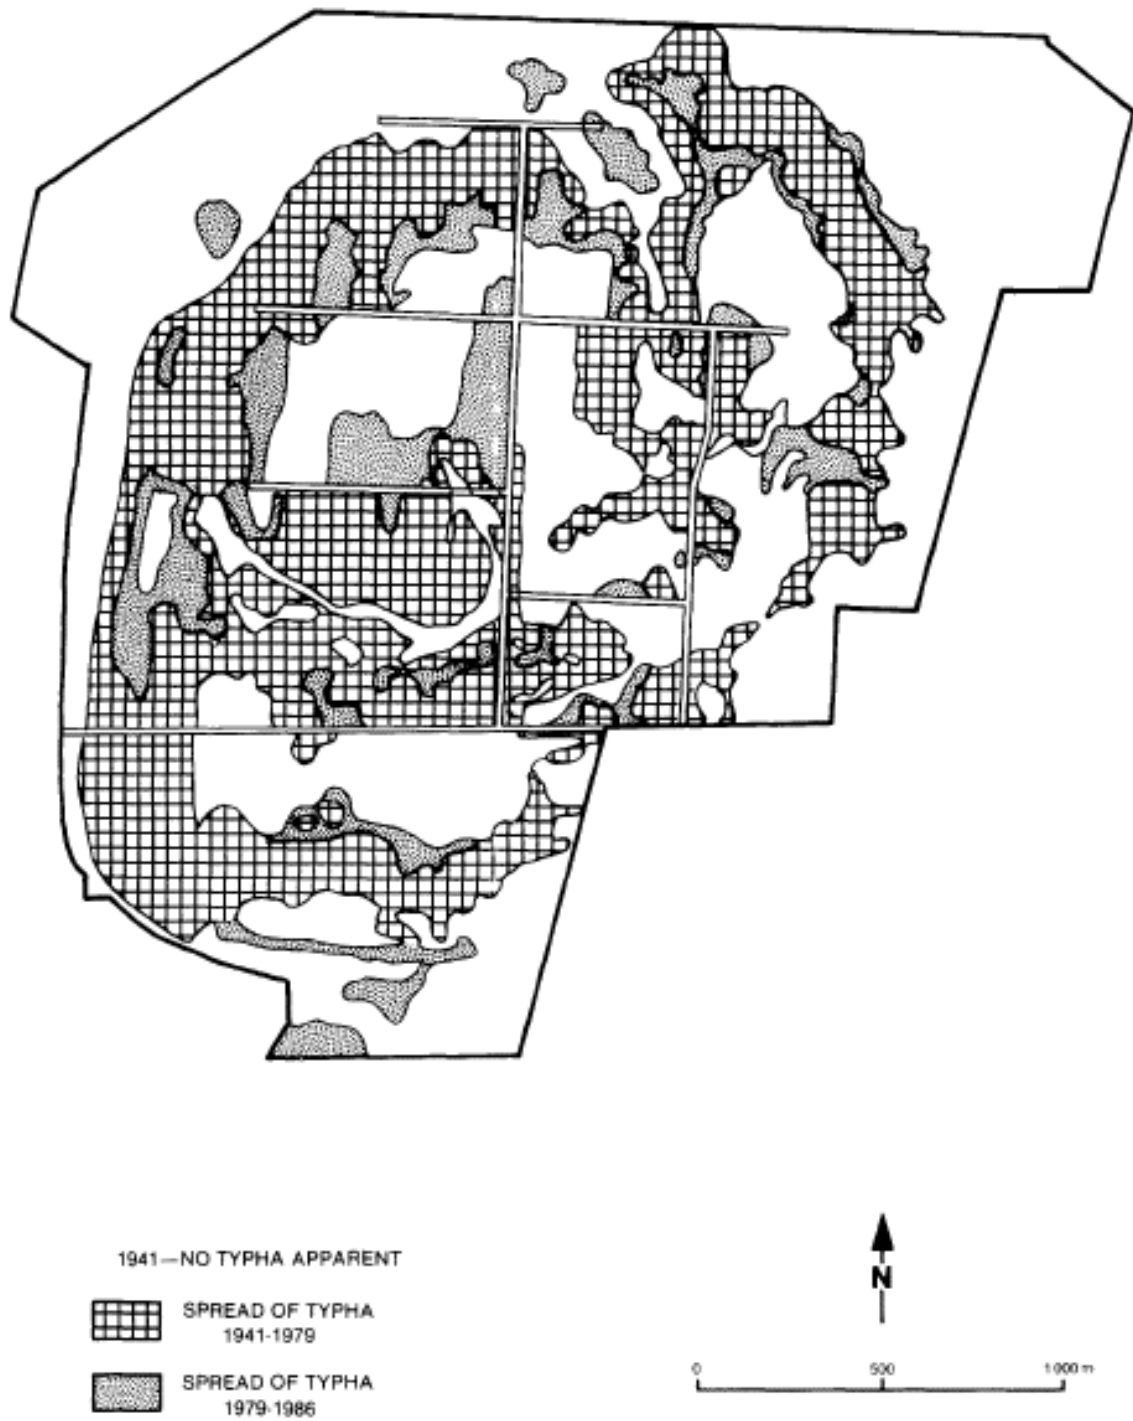 1941—NO TYPHA APPARENT
SPREAD OF TYPHA
1941-1979
SPREAD OF TYPHA
1979-1986
N
0 500 1000 m